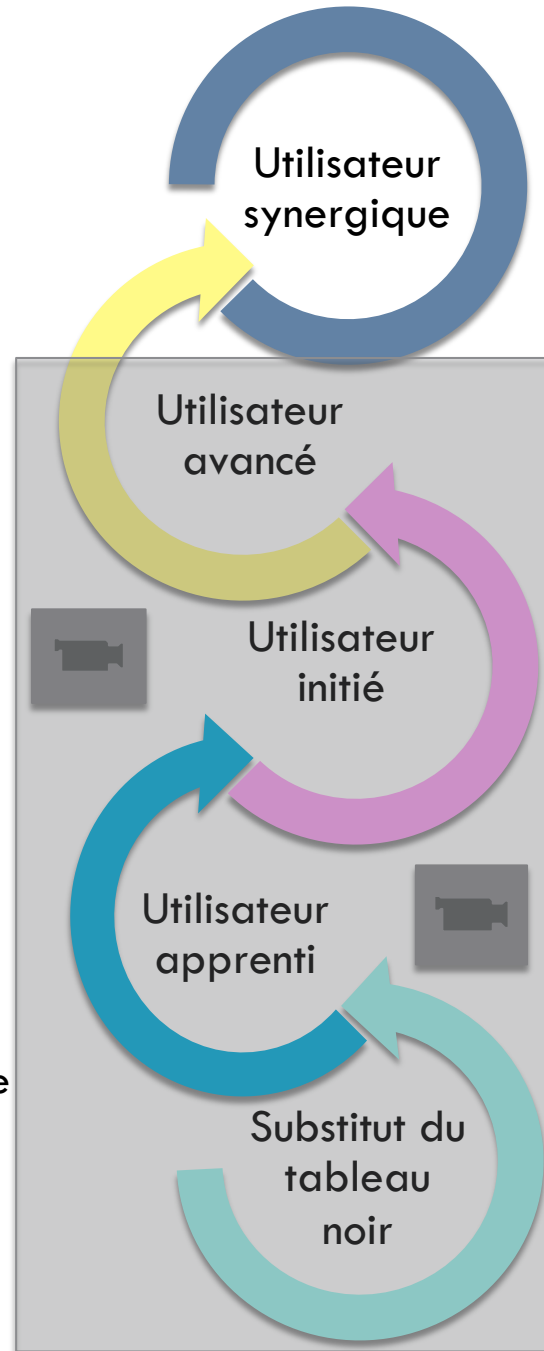 Utilisateur
synergique
Utilisateur
avancé
Utilisateur
initié
Utilisateur
apprenti
e
Substitut du
tableau
noir